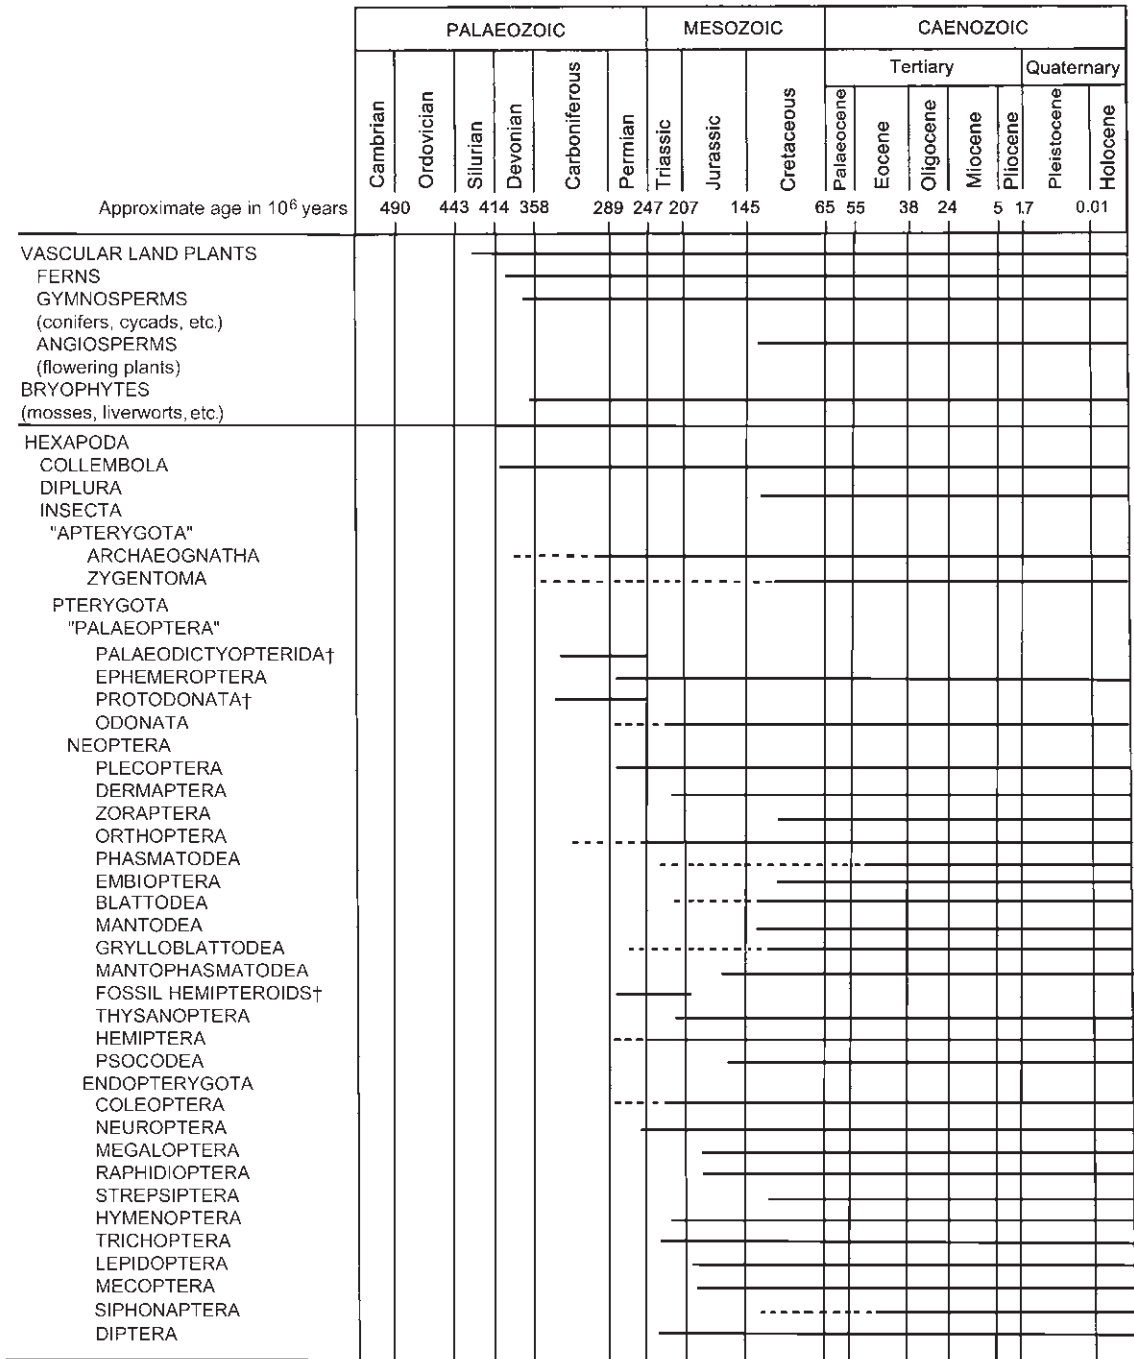 PALAEOZOIC MESOZOIC CAENOZOIC
Tertiary Quaternary
Cambrian Ordovician Silurian Devonian Carboniferous Permian Triassic Jurassic Cretaceous Palaeocene Eocene Oligocene Miocene Pliocene Pleistocene Holocene
Approximate age in 10⁶ years 490 443 414 358 289 247 207 145 65 55 38 24 5 1.7 0.01
VASCULAR LAND PLANTS
FERNS
GYMNOSPERMS
(conifers, cycads, etc.)
ANGIOSPERMS
(flowering plants)
BRYOPHYTES
(mosses, liverworts, etc.)
HEXAPODA
COLLEMBOLA
DIPLURA
INSECTA
"APTERYGOTA"
ARCHAEOGNATHA
ZYGENTOMA
PTERYGOTA
"PALAEOPTERA"
PALAEODICTYOPTERIDA†
EPHEMEROPTERA
PROTODONATA†
ODONATA
NEOPTERA
PLECOPTERA
DERMAPTERA
ZORAPTERA
ORTHOPTERA
PHASMATODEA
EMBIOPTERA
BLATTODEA
MANTODEA
GRYLLOBLATTODEA
MANTOPHASMATODEA
FOSSIL HEMIPTEROIDS†
THYSANOPTERA
HEMIPTERA
PSOCODEA
ENDOPTERYGOTA
COLEOPTERA
NEUROPTERA
MEGALOPTERA
RAPHIDIOPTERA
STREPSIPTERA
HYMENOPTERA
TRICHOPTERA
LEPIDOPTERA
MECOPTERA
SIPHONAPTERA
DIPTERA